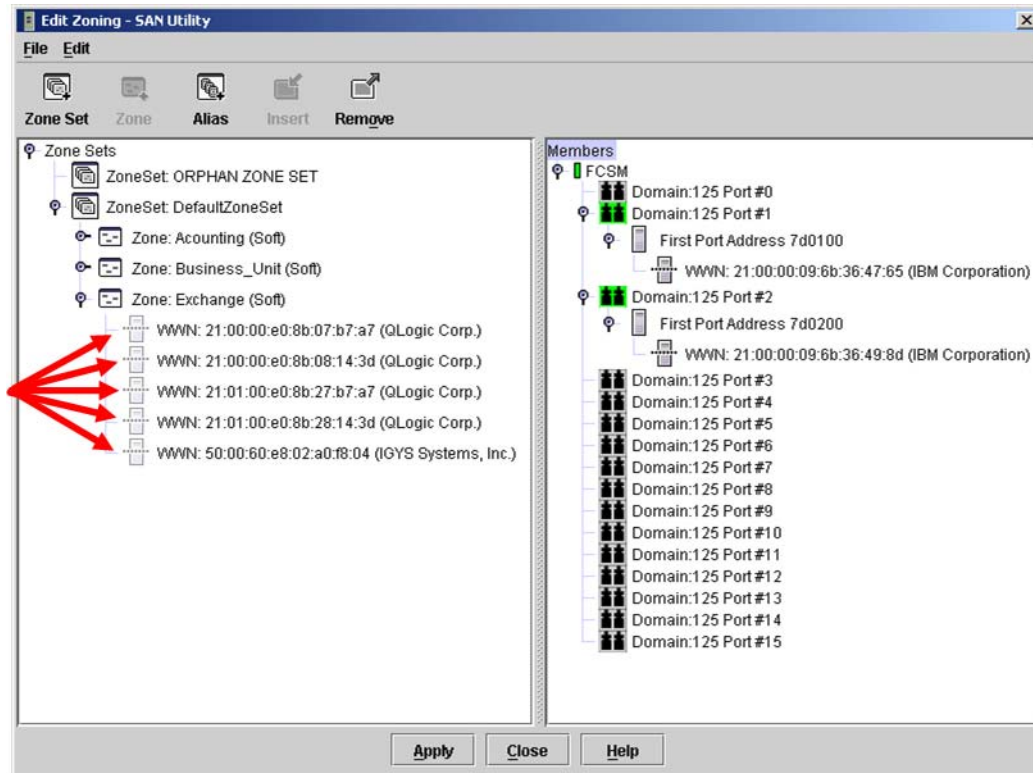 Edit Zoning - SAN Utility
File Edit
Zone Set Zone Alias Insert Remove
Zone Sets
ZoneSet: ORPHAN ZONE SET
ZoneSet: DefaultZoneSet
Zone: Acounting (Soft)
Zone: Business_Unit (Soft)
Zone: Exchange (Soft)
WWN: 21:00:00:e0:8b:07:b7:a7 (QLogic Corp.)
WWN: 21:00:00:e0:8b:08:14:3d (QLogic Corp.)
WWN: 21:01:00:e0:8b:27:b7:a7 (QLogic Corp.)
WWN: 21:01:00:e0:8b:28:14:3d (QLogic Corp.)
WWN: 50:00:60:e8:02:a0:f8:04 (IGYS Systems, Inc.)
Members
FCSM
Domain:125 Port #0
Domain:125 Port #1
First Port Address 7d0100
WWN: 21:00:00:09:6b:36:47:65 (IBM Corporation)
Domain:125 Port #2
First Port Address 7d0200
WWN: 21:00:00:09:6b:36:49:8d (IBM Corporation)
Domain:125 Port #3
Domain:125 Port #4
Domain:125 Port #5
Domain:125 Port #6
Domain:125 Port #7
Domain:125 Port #8
Domain:125 Port #9
Domain:125 Port #10
Domain:125 Port #11
Domain:125 Port #12
Domain:125 Port #13
Domain:125 Port #14
Domain:125 Port #15
Apply Close Help